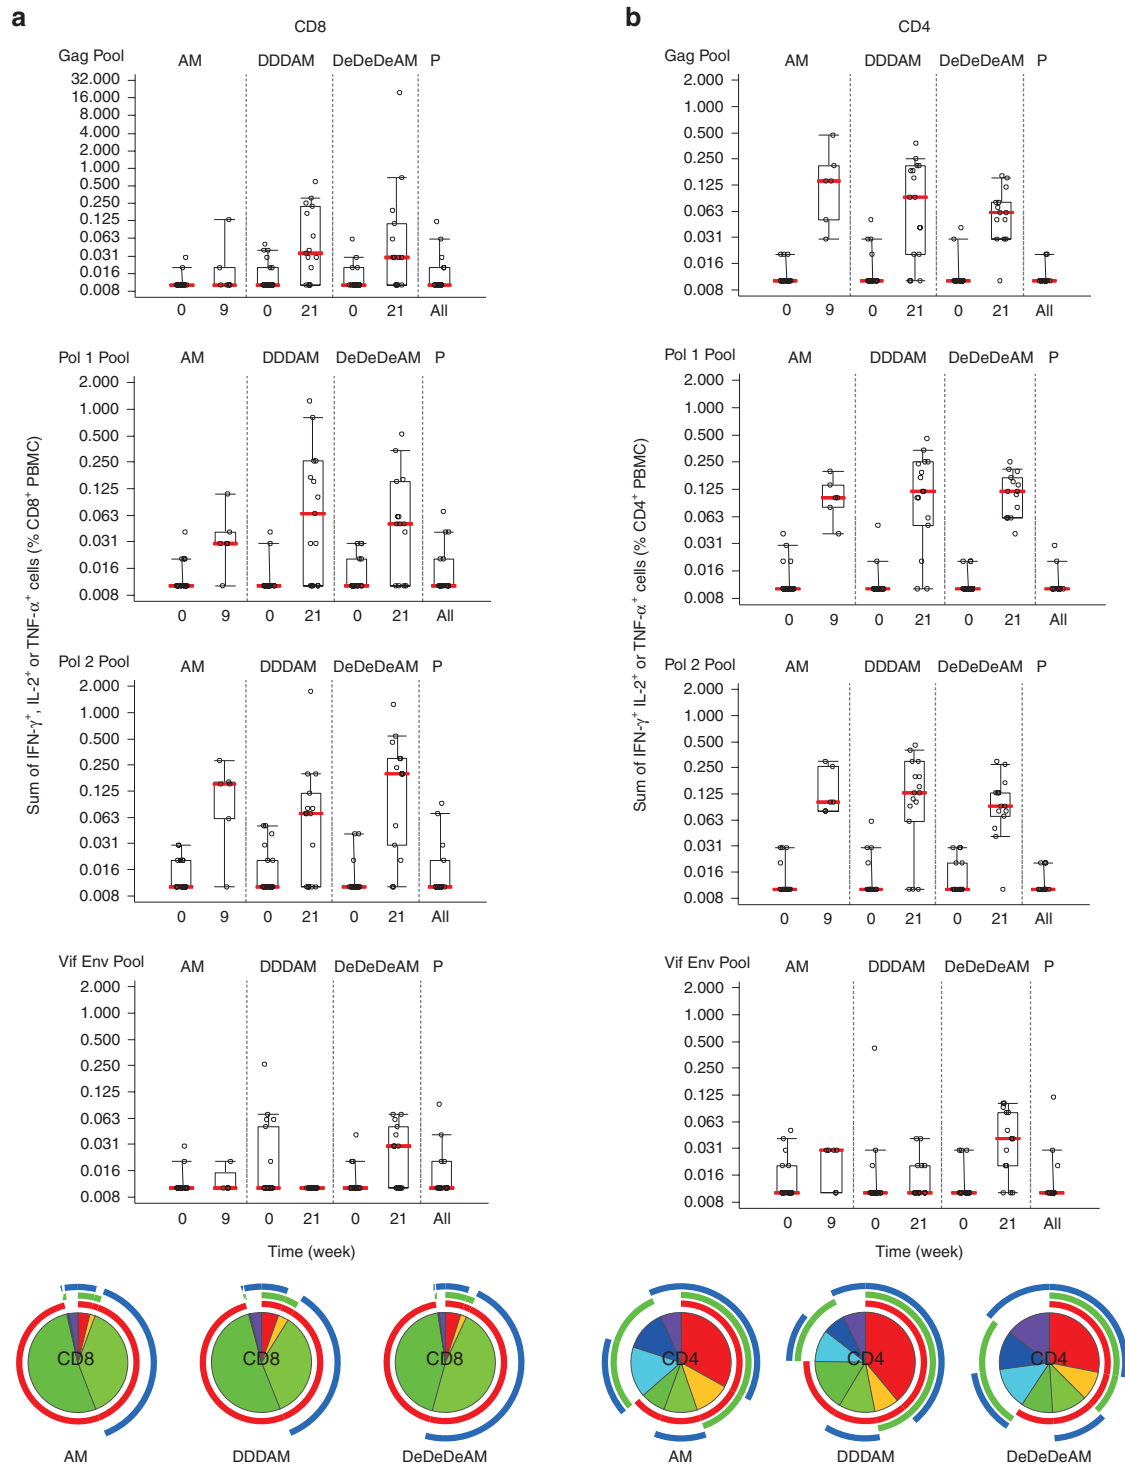 a
CD8
Gag Pool AM DDDAM DeDeDeAM P
32.000
16.000
8.000
4.000
2.000
1.000
0.500
0.250
0.125
0.063
0.031
0.016
0.008
0 9 0 21 0 21 All
Pol 1 Pool AM DDDAM DeDeDeAM P
2.000
1.000
0.500
0.250
0.125
0.063
0.031
0.016
0.008
0 9 0 21 0 21 All
Sum of IFN-γ⁺, IL-2⁺ or TNF-α⁺ cells (% CD8⁺ PBMC)
Pol 2 Pool AM DDDAM DeDeDeAM P
2.000
1.000
0.500
0.250
0.125
0.063
0.031
0.016
0.008
0 9 0 21 0 21 All
Vif Env Pool AM DDDAM DeDeDeAM P
2.000
1.000
0.500
0.250
0.125
0.063
0.031
0.016
0.008
0 9 0 21 0 21 All
Time (week)
CD8 CD8 CD8
AM DDDAM DeDeDeAM
b
CD4
Gag Pool AM DDDAM DeDeDeAM P
2.000
1.000
0.500
0.250
0.125
0.063
0.031
0.016
0.008
0 9 0 21 0 21 All
Pol 1 Pool AM DDDAM DeDeDeAM P
2.000
1.000
0.500
0.250
0.125
0.063
0.031
0.016
0.008
0 9 0 21 0 21 All
Sum of IFN-γ⁺ IL-2⁺ or TNF-α⁺ cells (% CD4⁺ PBMC)
Pol 2 Pool AM DDDAM DeDeDeAM P
2.000
1.000
0.500
0.250
0.125
0.063
0.031
0.016
0.008
0 9 0 21 0 21 All
Vif Env Pool AM DDDAM DeDeDeAM P
2.000
1.000
0.500
0.250
0.125
0.063
0.031
0.016
0.008
0 9 0 21 0 21 All
Time (week)
CD4 CD4 CD4
AM DDDAM DeDeDeAM